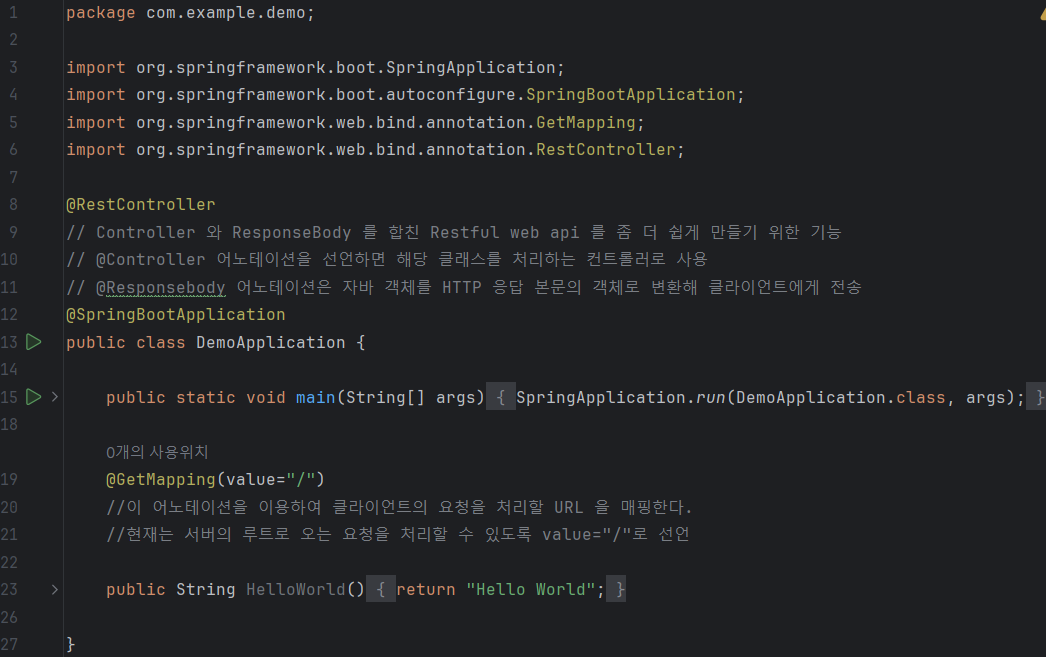 1 package com.example.demo;
2
3 import org.springframework.boot.SpringApplication;
4 import org.springframework.boot.autoconfigure.SpringBootApplication;
5 import org.springframework.web.bind.annotation.GetMapping;
6 import org.springframework.web.bind.annotation.RestController;
7
8 @RestController
9 // Controller 와 ResponseBody 를 합친 Restful web api 를 좀 더 쉽게 만들기 위한 기능
10 // @Controller 어노테이션을 선언하면 해당 클래스를 처리하는 컨트롤러로 사용
11 // @Responsebody 어노테이션은 자바 객체를 HTTP 응답 본문의 객체로 변환해 클라이언트에게 전송
12 @SpringBootApplication
13 public class DemoApplication {
14
15 public static void main(String[] args) { SpringApplication.run(DemoApplication.class, args); }
18
0개의 사용위치
19 @GetMapping(value="/")
20 //이 어노테이션을 이용하여 클라이언트의 요청을 처리할 URL 을 매핑한다.
21 //현재는 서버의 루트로 오는 요청을 처리할 수 있도록 value="/"로 선언
22
23 public String HelloWorld() { return "Hello World"; }
26
27 }